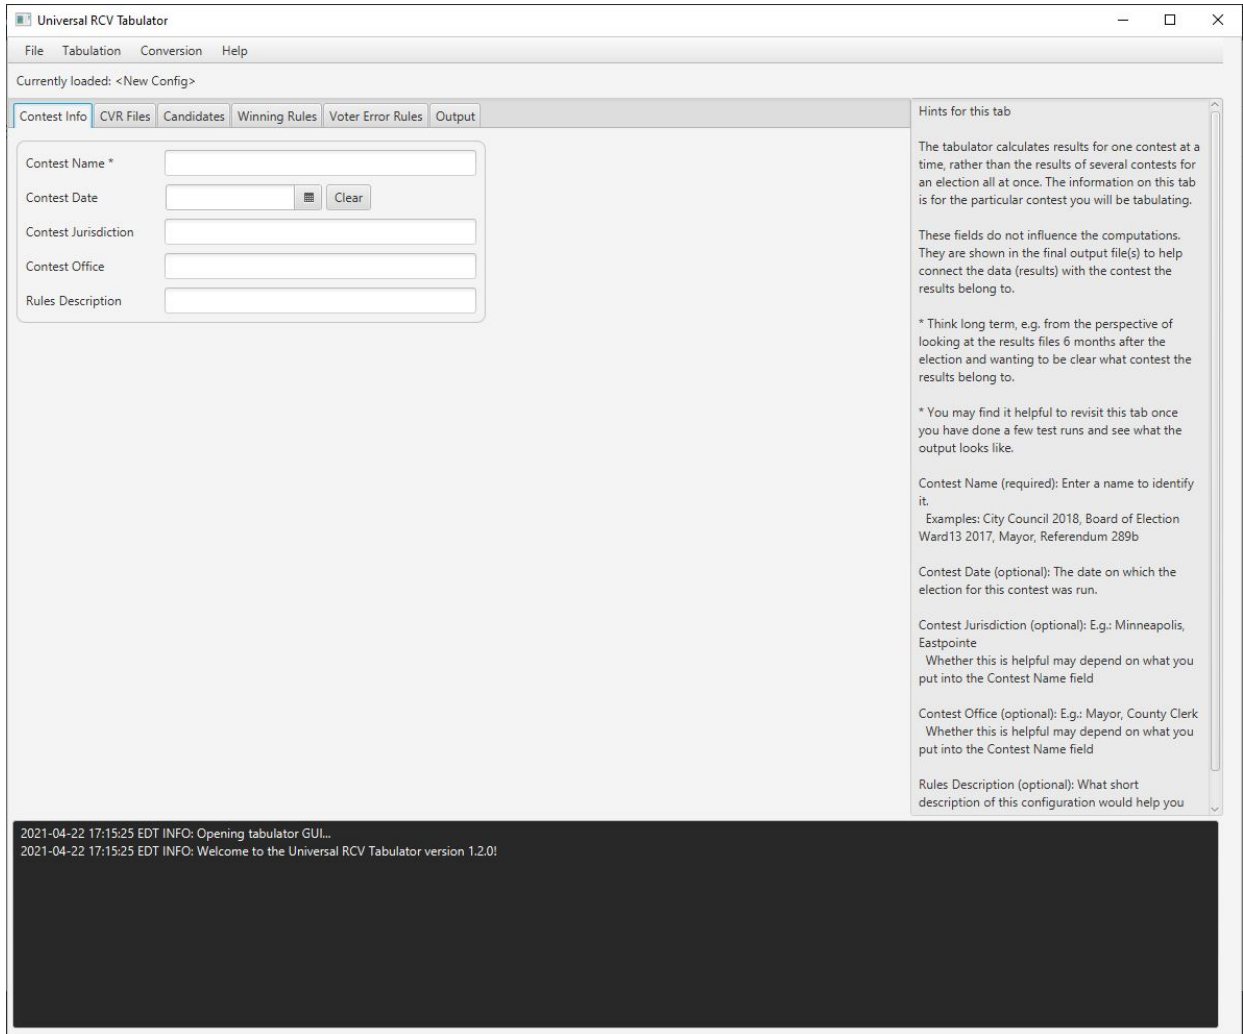 Universal RCV Tabulator
File Tabulation Conversion Help
Currently loaded: <New Config>
Contest Info CVR Files Candidates Winning Rules Voter Error Rules Output
Contest Name *
Contest Date Clear
Contest Jurisdiction
Contest Office
Rules Description
Hints for this tab
The tabulator calculates results for one contest at a
time, rather than the results of several contests for
an election all at once. The information on this tab
is for the particular contest you will be tabulating.
These fields do not influence the computations.
They are shown in the final output file(s) to help
connect the data (results) with the contest the
results belong to.
* Think long term, e.g. from the perspective of
looking at the results files 6 months after the
election and wanting to be clear what contest the
results belong to.
* You may find it helpful to revisit this tab once
you have done a few test runs and see what the
output looks like.
Contest Name (required): Enter a name to identify
it.
Examples: City Council 2018, Board of Election
Ward13 2017, Mayor, Referendum 289b
Contest Date (optional): The date on which the
election for this contest was run.
Contest Jurisdiction (optional): E.g.: Minneapolis,
Eastpointe
Whether this is helpful may depend on what you
put into the Contest Name field
Contest Office (optional): E.g.: Mayor, County Clerk
Whether this is helpful may depend on what you
put into the Contest Name field
Rules Description (optional): What short
description of this configuration would help you
2021-04-22 17:15:25 EDT INFO: Opening tabulator GUI...
2021-04-22 17:15:25 EDT INFO: Welcome to the Universal RCV Tabulator version 1.2.0!